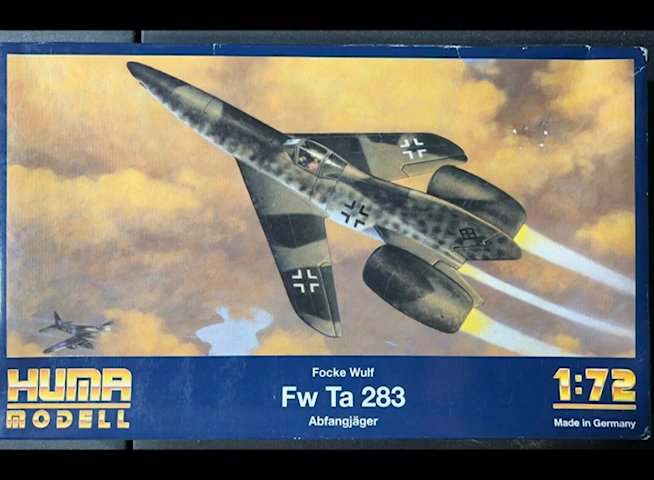 Focke Wulf
Fw Ta 283
Abfangjäger
HUMA
MODELL
1:72
Made in Germany